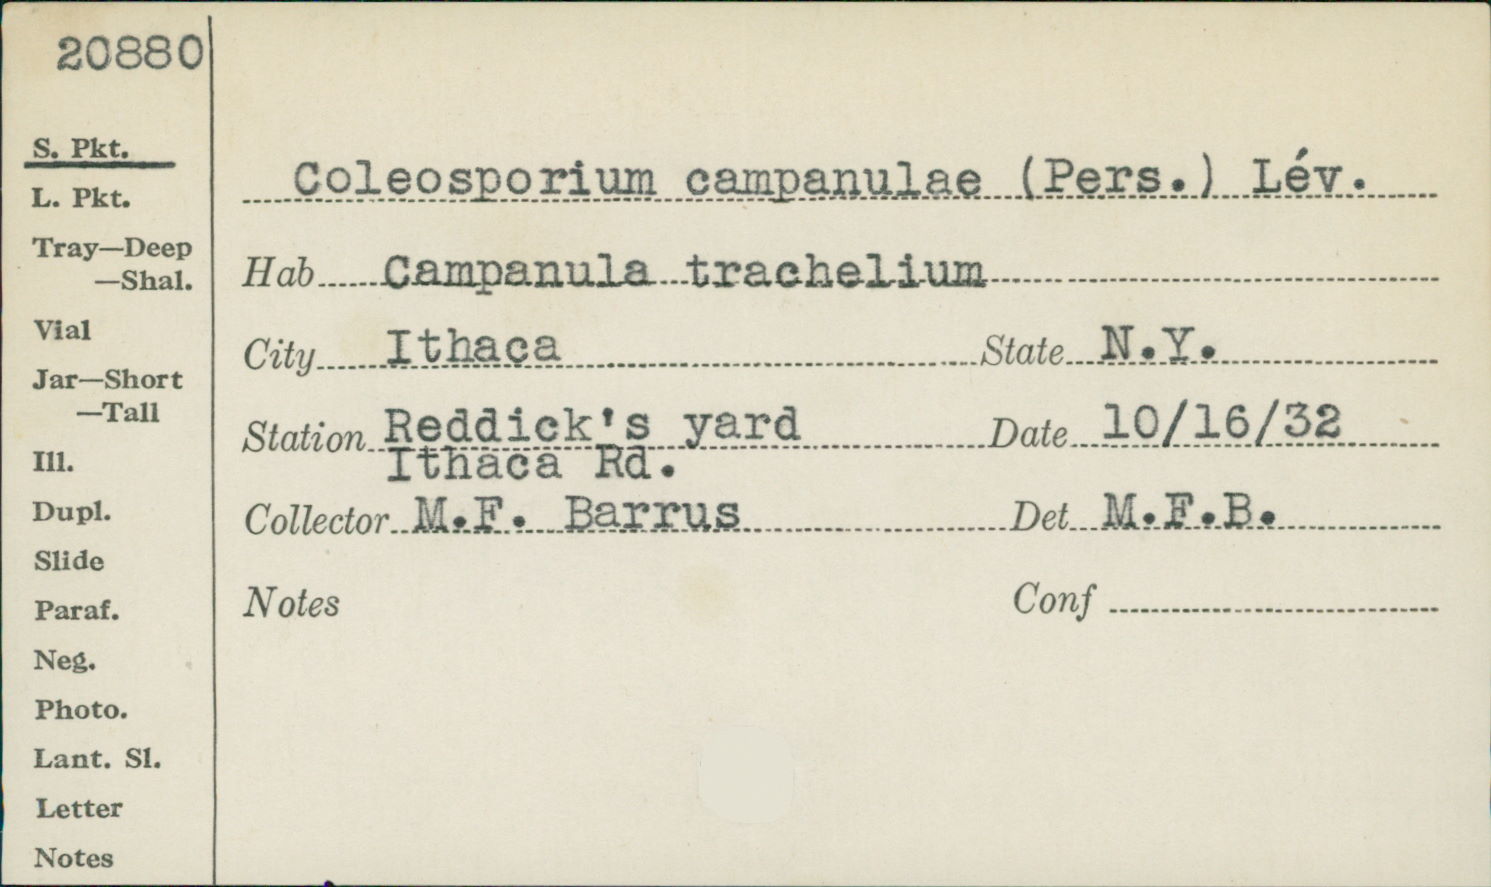 20880
S. Pkt.
L. Pkt.
Tray—Deep
—Shal.
Vial
Jar—Short
—Tall
Ill.
Dupl.
Slide
Paraf.
Neg.
Photo.
Lant. Sl.
Letter
Notes
Coleosporium campanulae (Pers.) Lév.
Hab Campanula trachelium
City Ithaca State N.Y.
Station Reddick's yard Date 10/16/32
Ithaca Rd.
Collector M.F. Barrus Det M.F.B.
Notes Conf